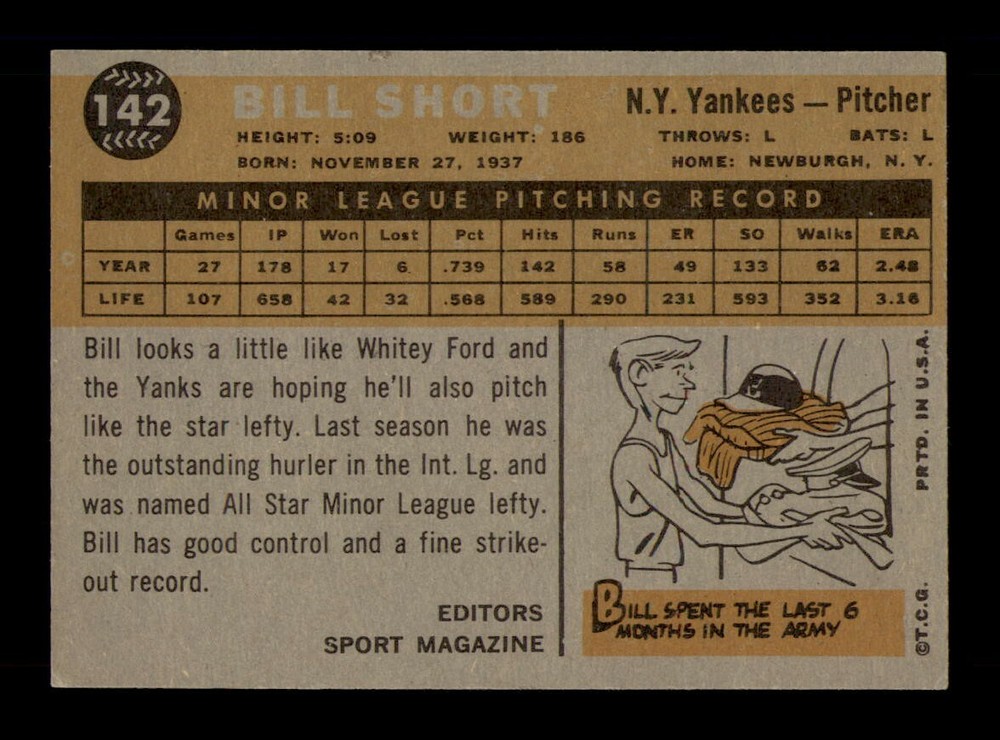 142
BILL SHORT
N.Y. Yankees — Pitcher
HEIGHT: 5:09 WEIGHT: 186 THROWS: L BATS: L
BORN: NOVEMBER 27, 1937 HOME: NEWBURGH, N. Y.
MINOR LEAGUE PITCHING RECORD
Games IP Won Lost Pct Hits Runs ER SO Walks ERA
YEAR 27 178 17 6 .739 142 58 49 133 62 2.48
LIFE 107 658 42 32 .568 589 290 231 593 352 3.16
Bill looks a little like Whitey Ford and
the Yanks are hoping he'll also pitch
like the star lefty. Last season he was
the outstanding hurler in the Int. Lg. and
was named All Star Minor League lefty.
Bill has good control and a fine strike-
out record.
EDITORS
SPORT MAGAZINE
BILL SPENT THE LAST 6
MONTHS IN THE ARMY
PRTD. IN U.S.A.
©T.C.G.